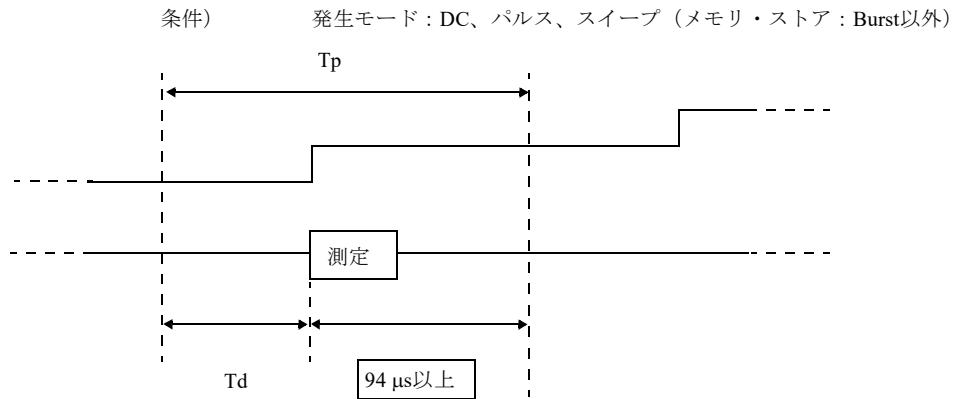 条件) 発生モード：DC、パルス、スイープ（メモリ・ストア：Burst以外）
Tp
測定
Td
94 μs以上